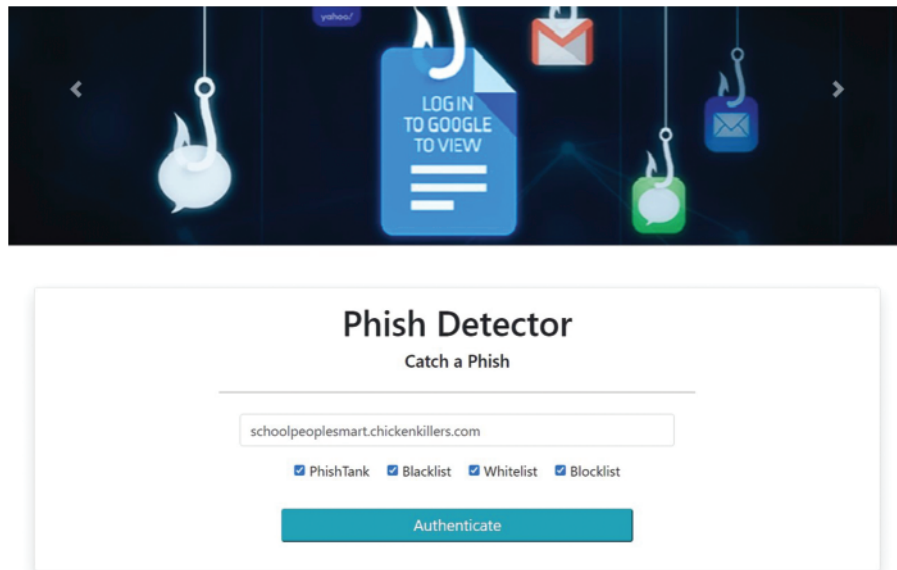 yahoo!
LOG IN
TO GOOGLE
TO VIEW
Phish Detector
Catch a Phish
schoolpeoplesmart.chickenkillers.com
PhishTank Blacklist Whitelist Blocklist
Authenticate